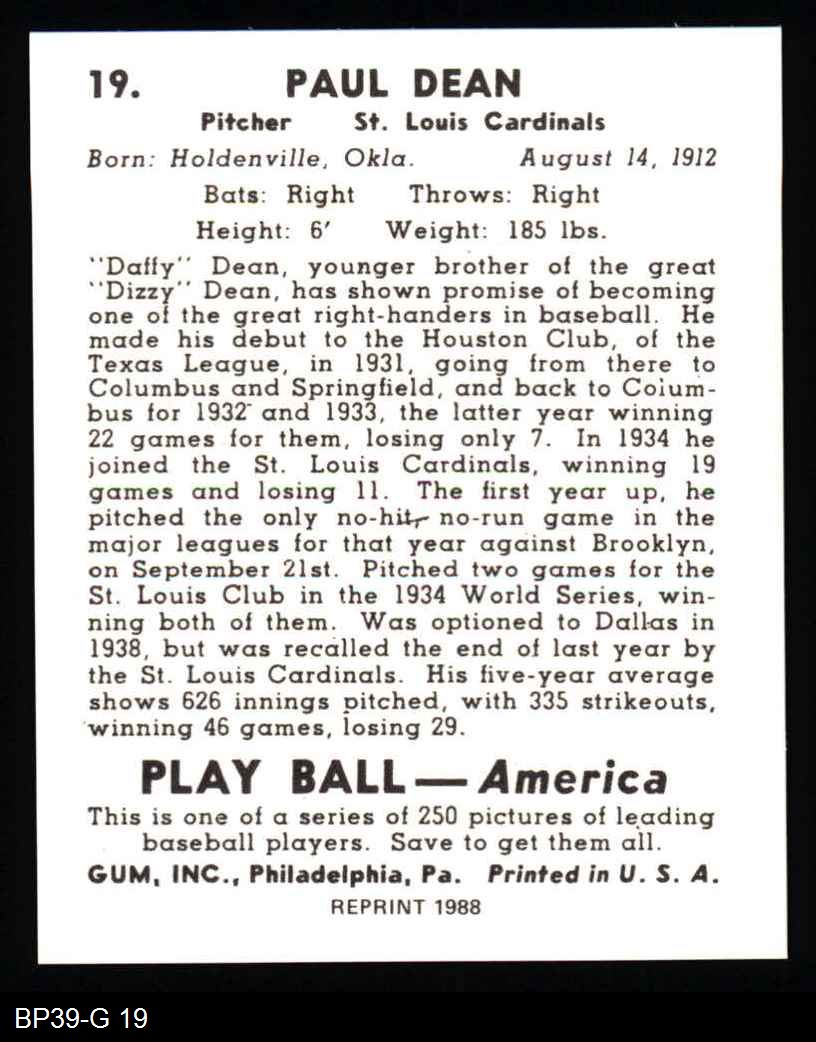 19. PAUL DEAN
Pitcher St. Louis Cardinals
Born: Holdenville, Okla. August 14, 1912
Bats: Right Throws: Right
Height: 6′ Weight: 185 lbs.
"Daffy" Dean, younger brother of the great
"Dizzy" Dean, has shown promise of becoming
one of the great right-handers in baseball. He
made his debut to the Houston Club, of the
Texas League, in 1931, going from there to
Columbus and Springfield, and back to Colum-
bus for 1932 and 1933, the latter year winning
22 games for them, losing only 7. In 1934 he
joined the St. Louis Cardinals, winning 19
games and losing 11. The first year up, he
pitched the only no-hit, no-run game in the
major leagues for that year against Brooklyn,
on September 21st. Pitched two games for the
St. Louis Club in the 1934 World Series, win-
ning both of them. Was optioned to Dallas in
1938, but was recalled the end of last year by
the St. Louis Cardinals. His five-year average
shows 626 innings pitched, with 335 strikeouts,
winning 46 games, losing 29.
PLAY BALL—America
This is one of a series of 250 pictures of leading
baseball players. Save to get them all.
GUM, INC., Philadelphia, Pa. Printed in U. S. A.
REPRINT 1988
BP39-G 19